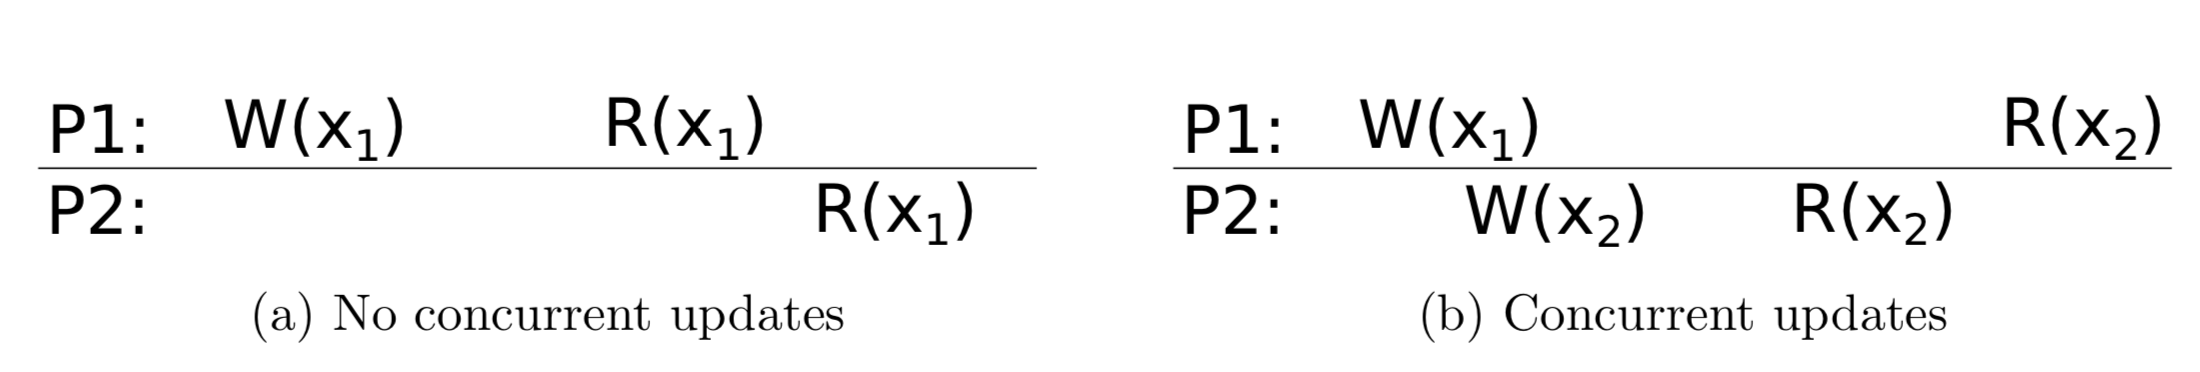 P1: W(x₁) R(x₁)
P2: R(x₁)
(a) No concurrent updates
P1: W(x₁) R(x₂)
P2: W(x₂) R(x₂)
(b) Concurrent updates